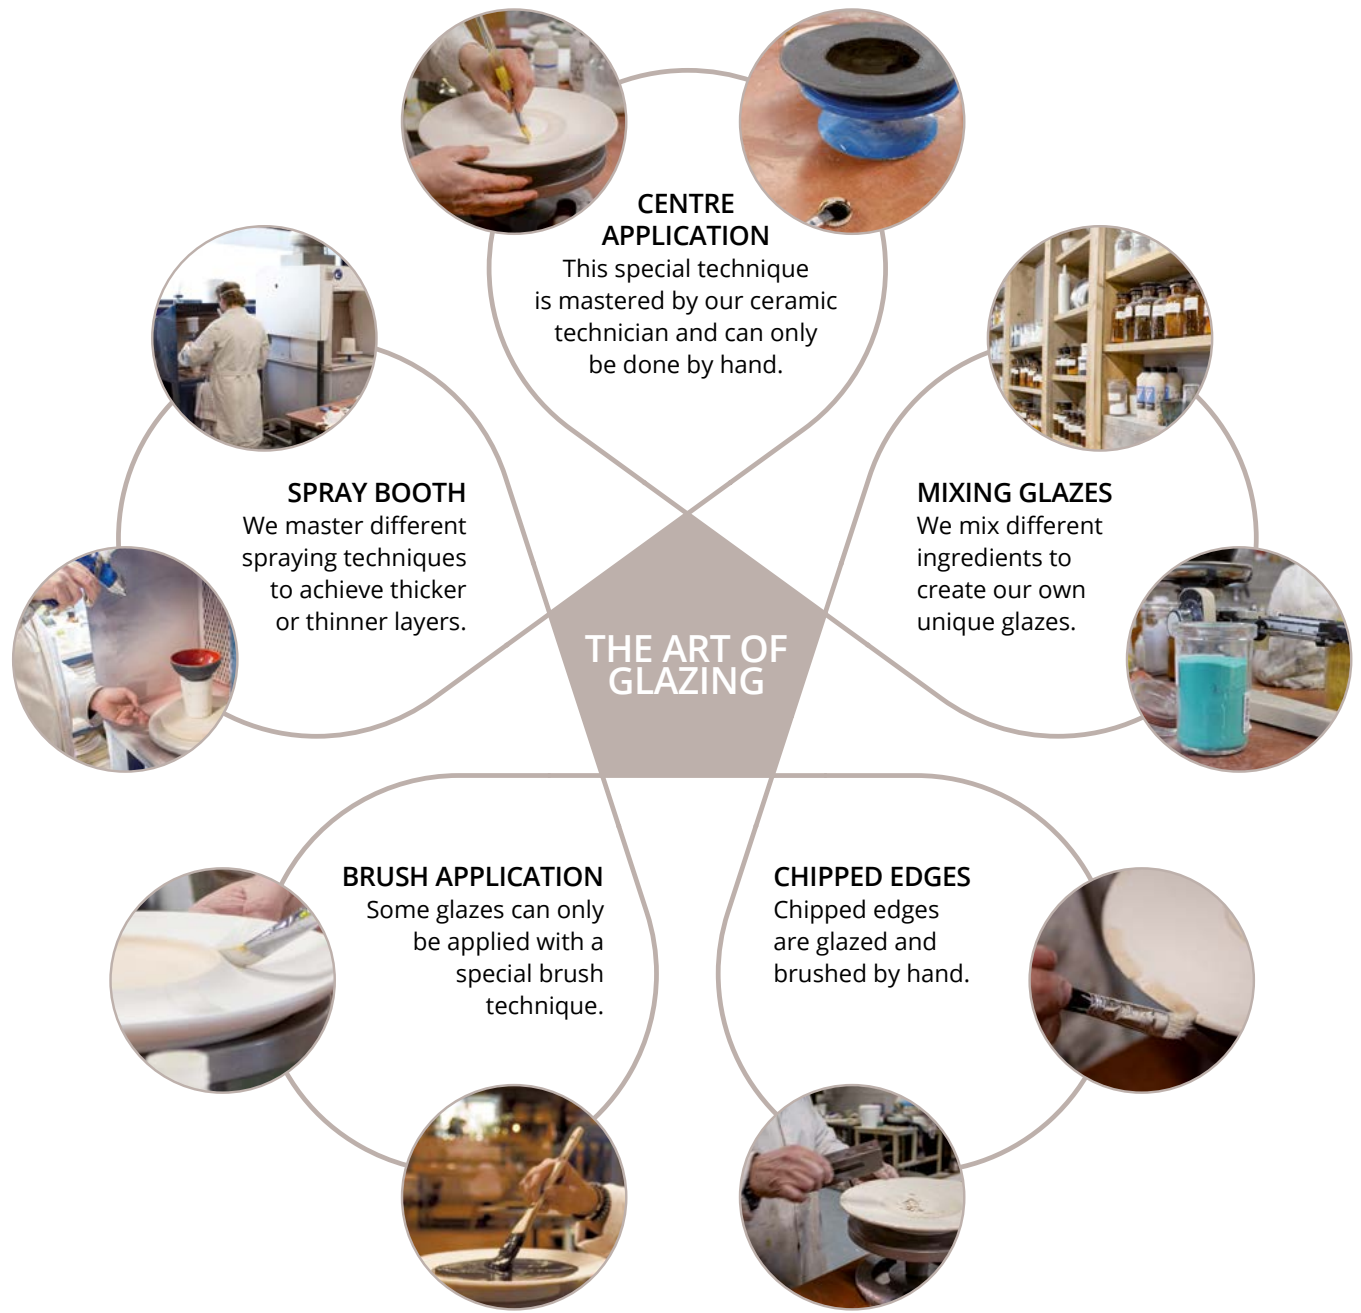 CENTRE
APPLICATION
This special technique
is mastered by our ceramic
technician and can only
be done by hand.
SPRAY BOOTH
We master different
spraying techniques
to achieve thicker
or thinner layers.
MIXING GLAZES
We mix different
ingredients to
create our own
unique glazes.
THE ART OF
GLAZING
BRUSH APPLICATION
Some glazes can only
be applied with a
special brush
technique.
CHIPPED EDGES
Chipped edges
are glazed and
brushed by hand.